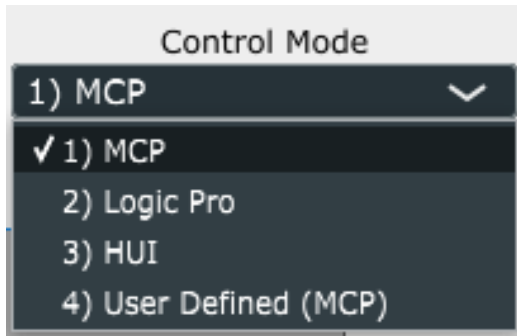 Control Mode
1) MCP
✓ 1) MCP
2) Logic Pro
3) HUI
4) User Defined (MCP)